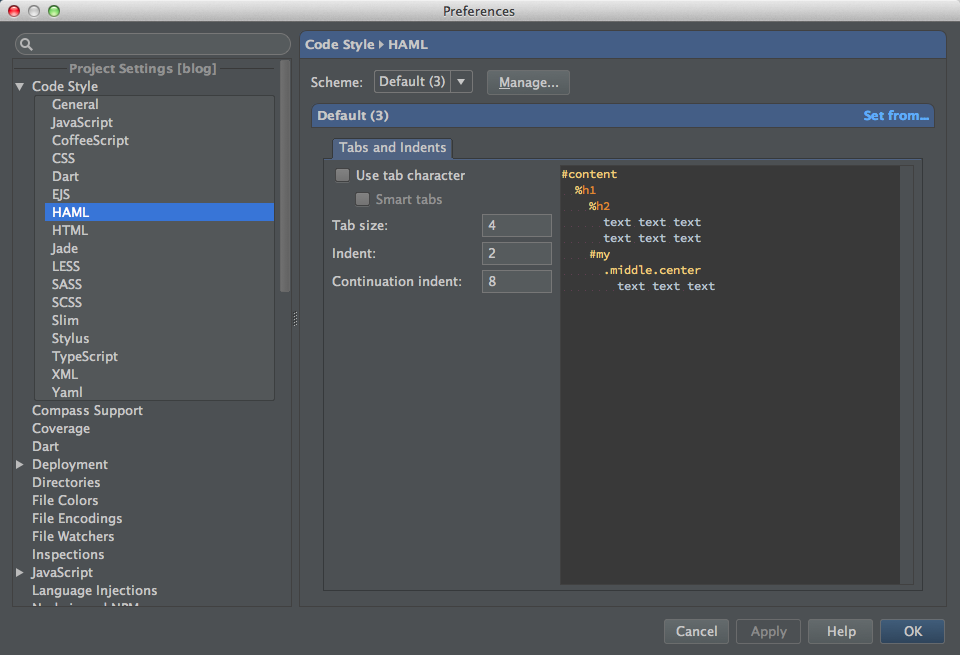 Preferences
Project Settings [blog]
Code Style
General
JavaScript
CoffeeScript
CSS
Dart
EJS
HAML
HTML
Jade
LESS
SASS
SCSS
Slim
Stylus
TypeScript
XML
Yaml
Compass Support
Coverage
Dart
Deployment
Directories
File Colors
File Encodings
File Watchers
Inspections
JavaScript
Language Injections
Code Style ▸ HAML
Scheme: Default (3) Manage...
Default (3) Set from...
Tabs and Indents
Use tab character
Smart tabs
Tab size: 4
Indent: 2
Continuation indent: 8
#content
%h1
%h2
text text text
text text text
#my
.middle.center
text text text
Cancel Apply Help OK